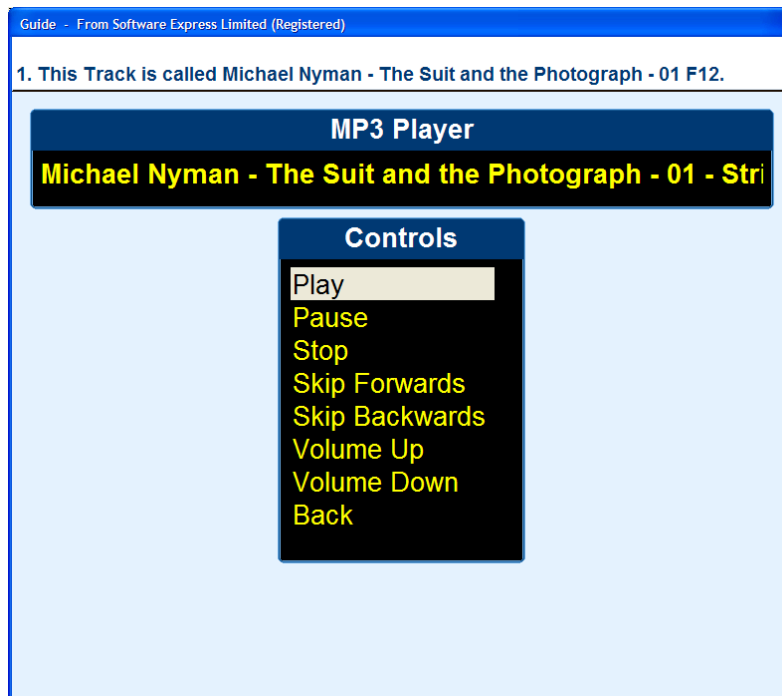 Guide - From Software Express Limited (Registered)
1. This Track is called Michael Nyman - The Suit and the Photograph - 01 F12.
MP3 Player
Michael Nyman - The Suit and the Photograph - 01 - Stri
Controls
Play
Pause
Stop
Skip Forwards
Skip Backwards
Volume Up
Volume Down
Back